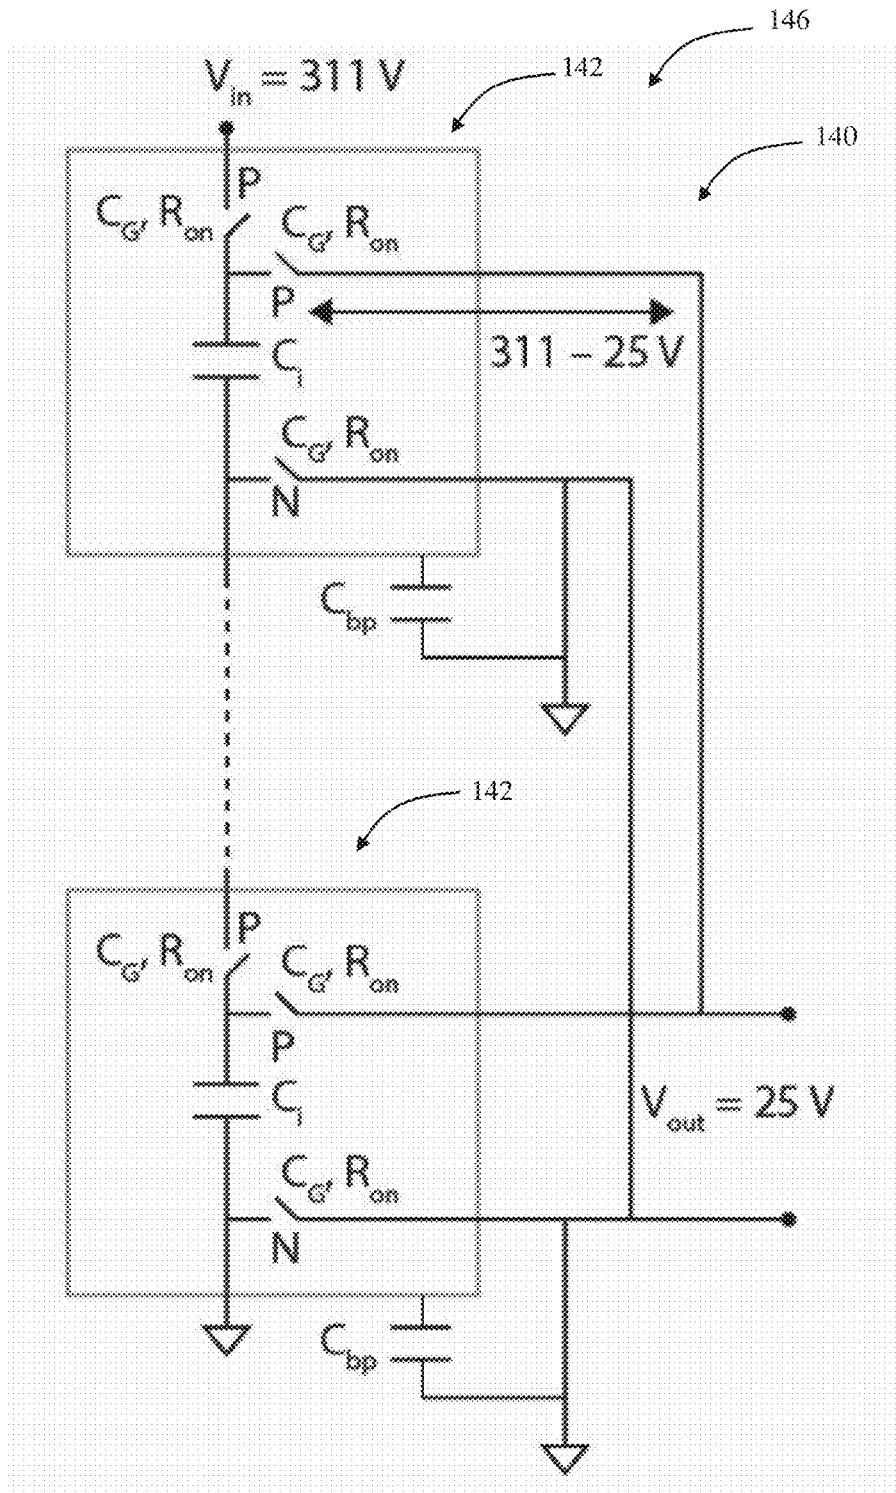 146
V_in = 311 V
142
140
P
C_G, R_on
C_G, R_on
P
311 – 25 V
C_i
C_G, R_on
N
C_bp
142
P
C_G, R_on
C_G, R_on
P
C_i
V_out = 25 V
C_G, R_on
N
C_bp